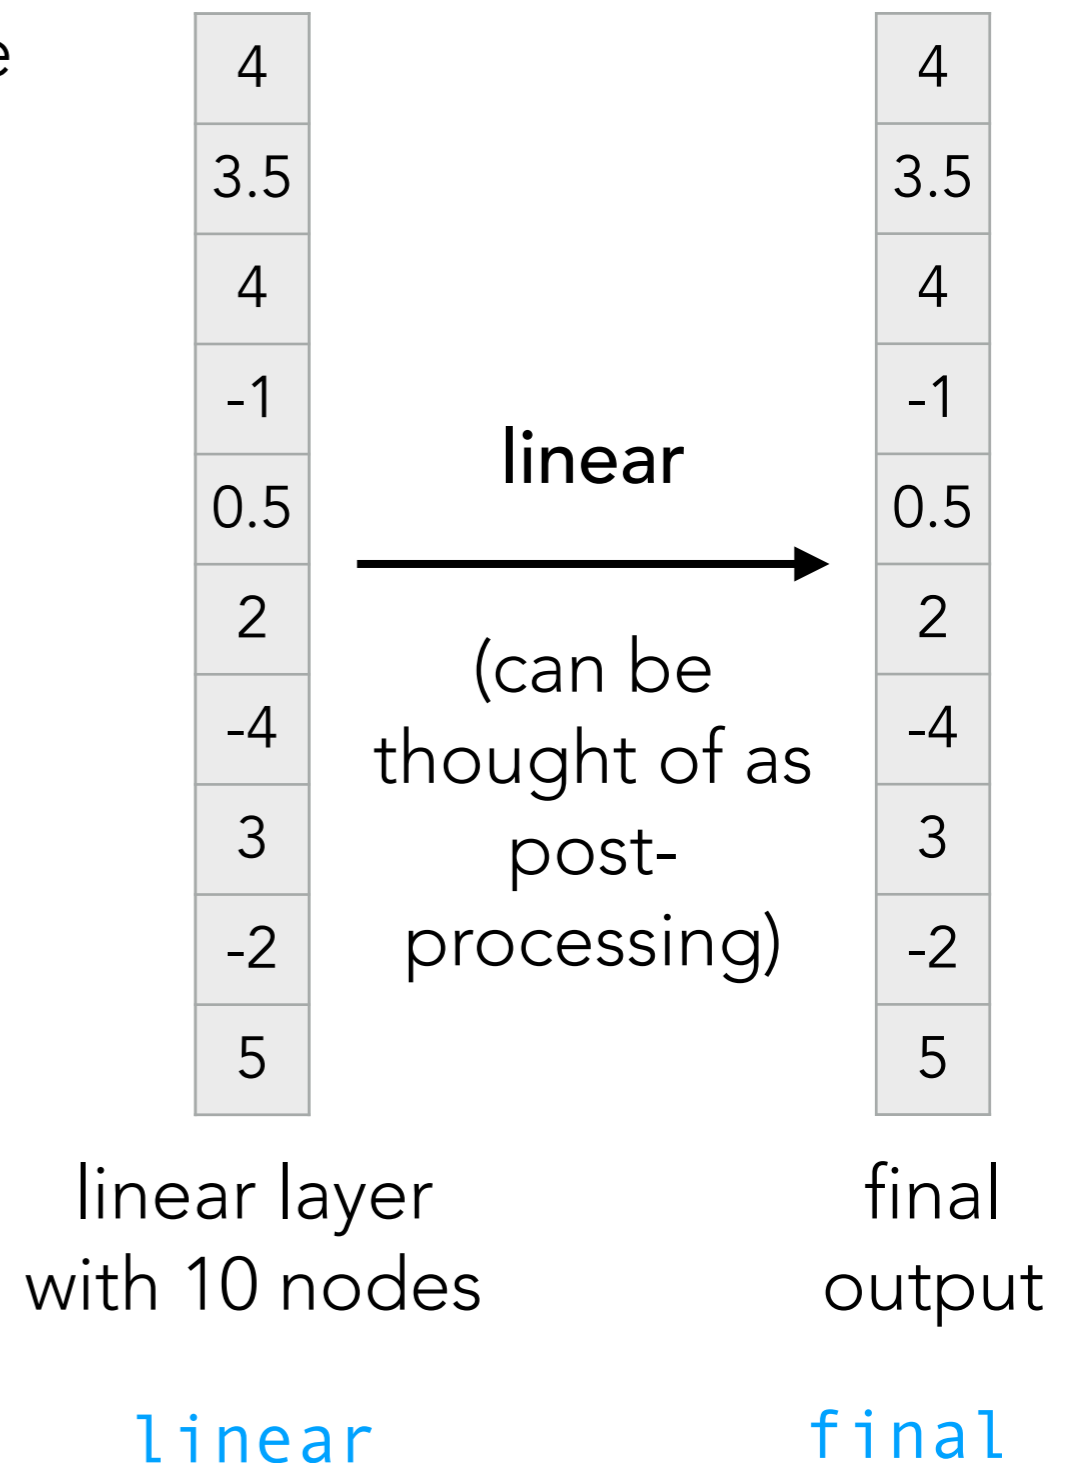 e
4
3.5
4
-1
0.5
2
-4
3
-2
5
linear layer
with 10 nodes
linear
linear
(can be
thought of as
post-
processing)
4
3.5
4
-1
0.5
2
-4
3
-2
5
final
output
final